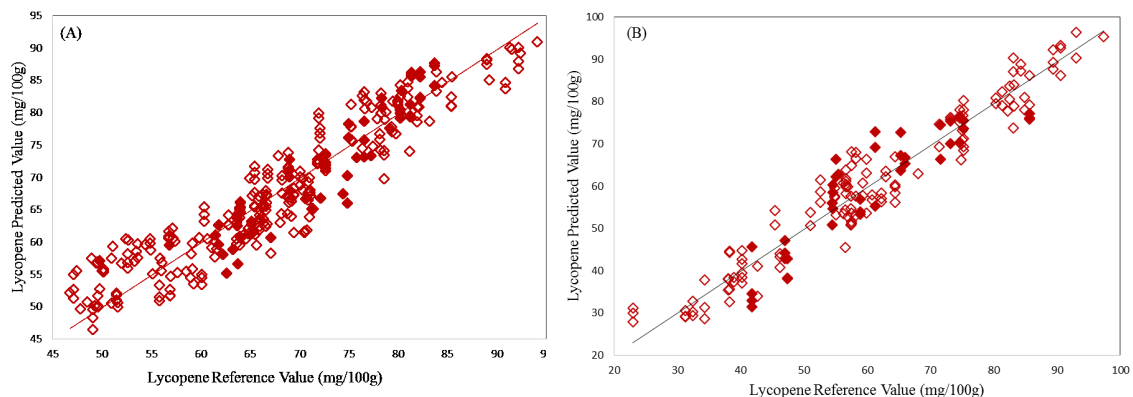 (A)
Lycopene Predicted Value (mg/100g)
95
90
85
80
75
70
65
60
55
50
45
45 50 55 60 65 70 75 80 85 90 9
Lycopene Reference Value (mg/100g)
(B)
Lycopene Predicted Value (mg/100g)
100
90
80
70
60
50
40
30
20
20 30 40 50 60 70 80 90 100
Lycopene Reference Value (mg/100g)